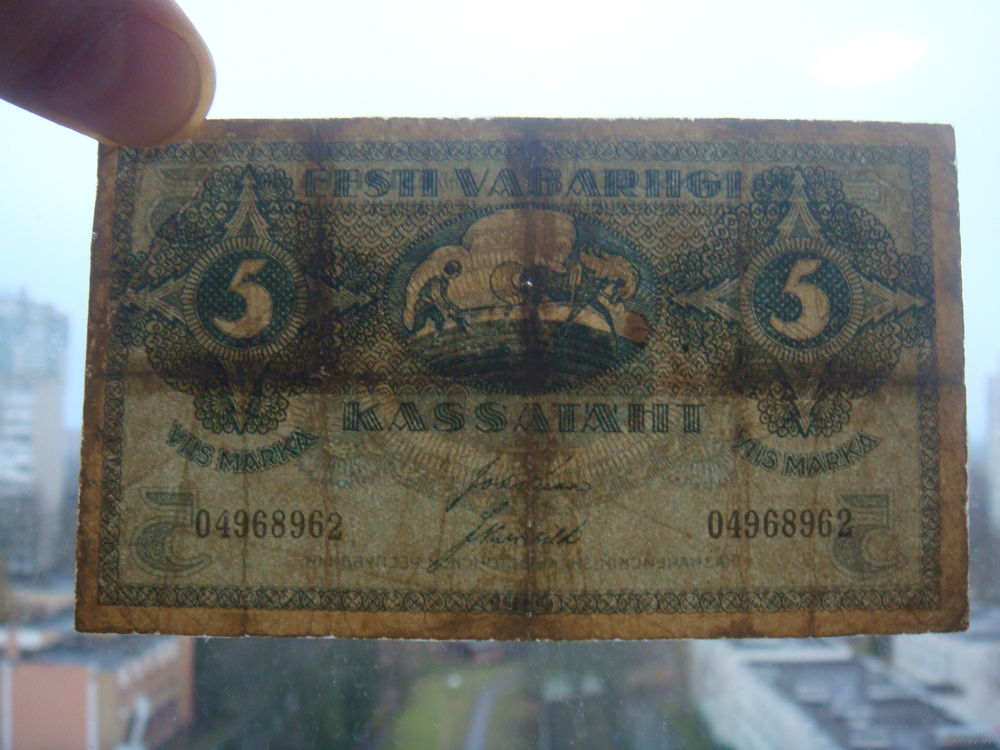 EESTI VABARIIGI
5 5
KASSATÄHT
VIIS MARKA VIIS MARKA
04968962 04968962